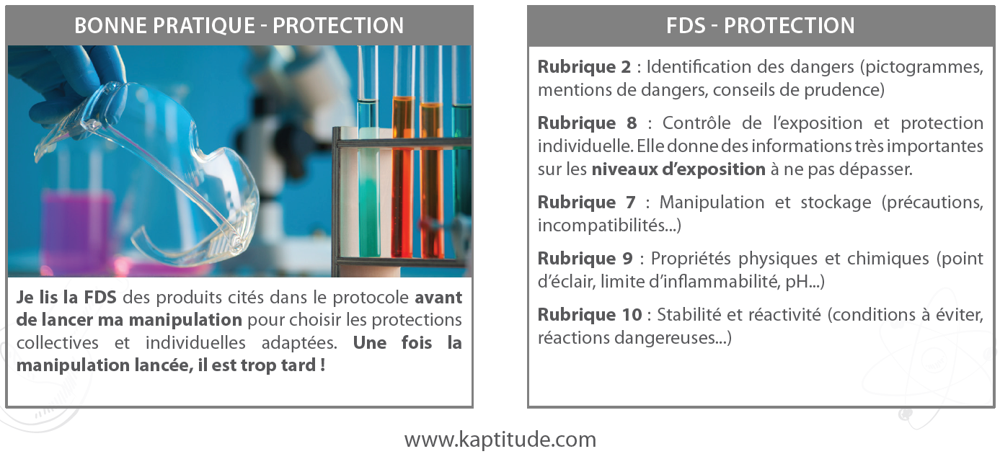 BONNE PRATIQUE - PROTECTION
Je lis la FDS des produits cités dans le protocole avant
de lancer ma manipulation pour choisir les protections
collectives et individuelles adaptées. Une fois la
manipulation lancée, il est trop tard !
FDS - PROTECTION
Rubrique 2 : Identification des dangers (pictogrammes,
mentions de dangers, conseils de prudence)
Rubrique 8 : Contrôle de l’exposition et protection
individuelle. Elle donne des informations très importantes
sur les niveaux d’exposition à ne pas dépasser.
Rubrique 7 : Manipulation et stockage (précautions,
incompatibilités...)
Rubrique 9 : Propriétés physiques et chimiques (point
d’éclair, limite d’inflammabilité, pH...)
Rubrique 10 : Stabilité et réactivité (conditions à éviter,
réactions dangereuses...)
www.kaptitude.com